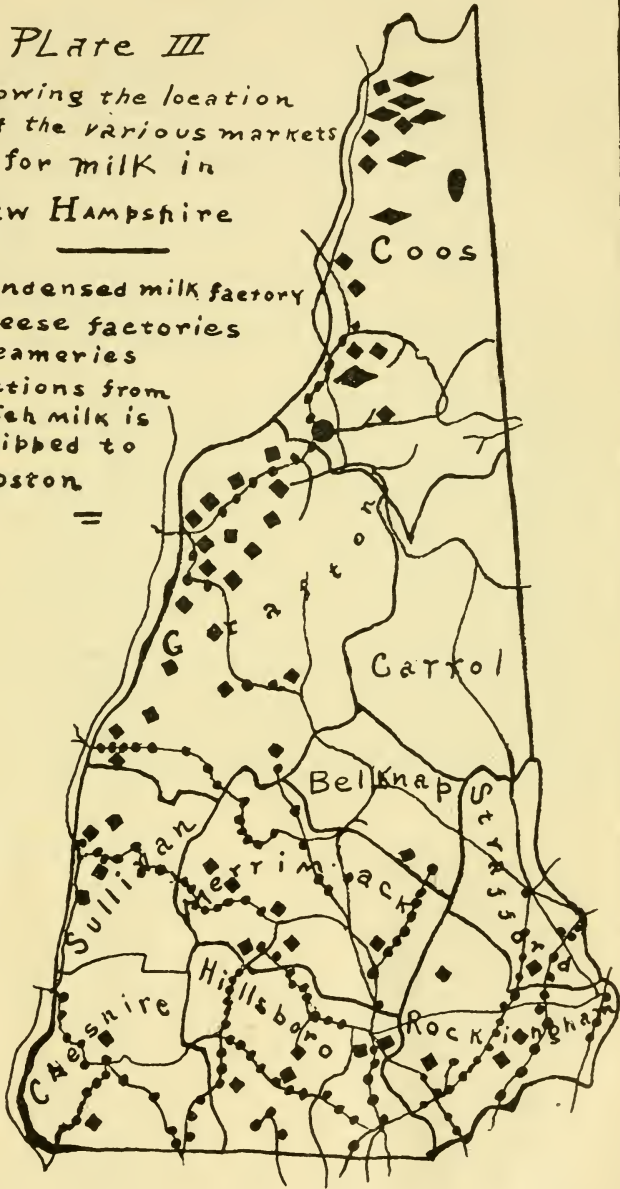 PLate III
owing the location
f the various markets
for milk in
ew HAMPshire
ndensed milk factory
eese factories
eameries
tions from
ich milk is
ipped to
oston
Coos
Grafton
Carrol
Belknap
Strafford
Sullivan
Merrimack
Hillsboro
Rockingham
Cheshire